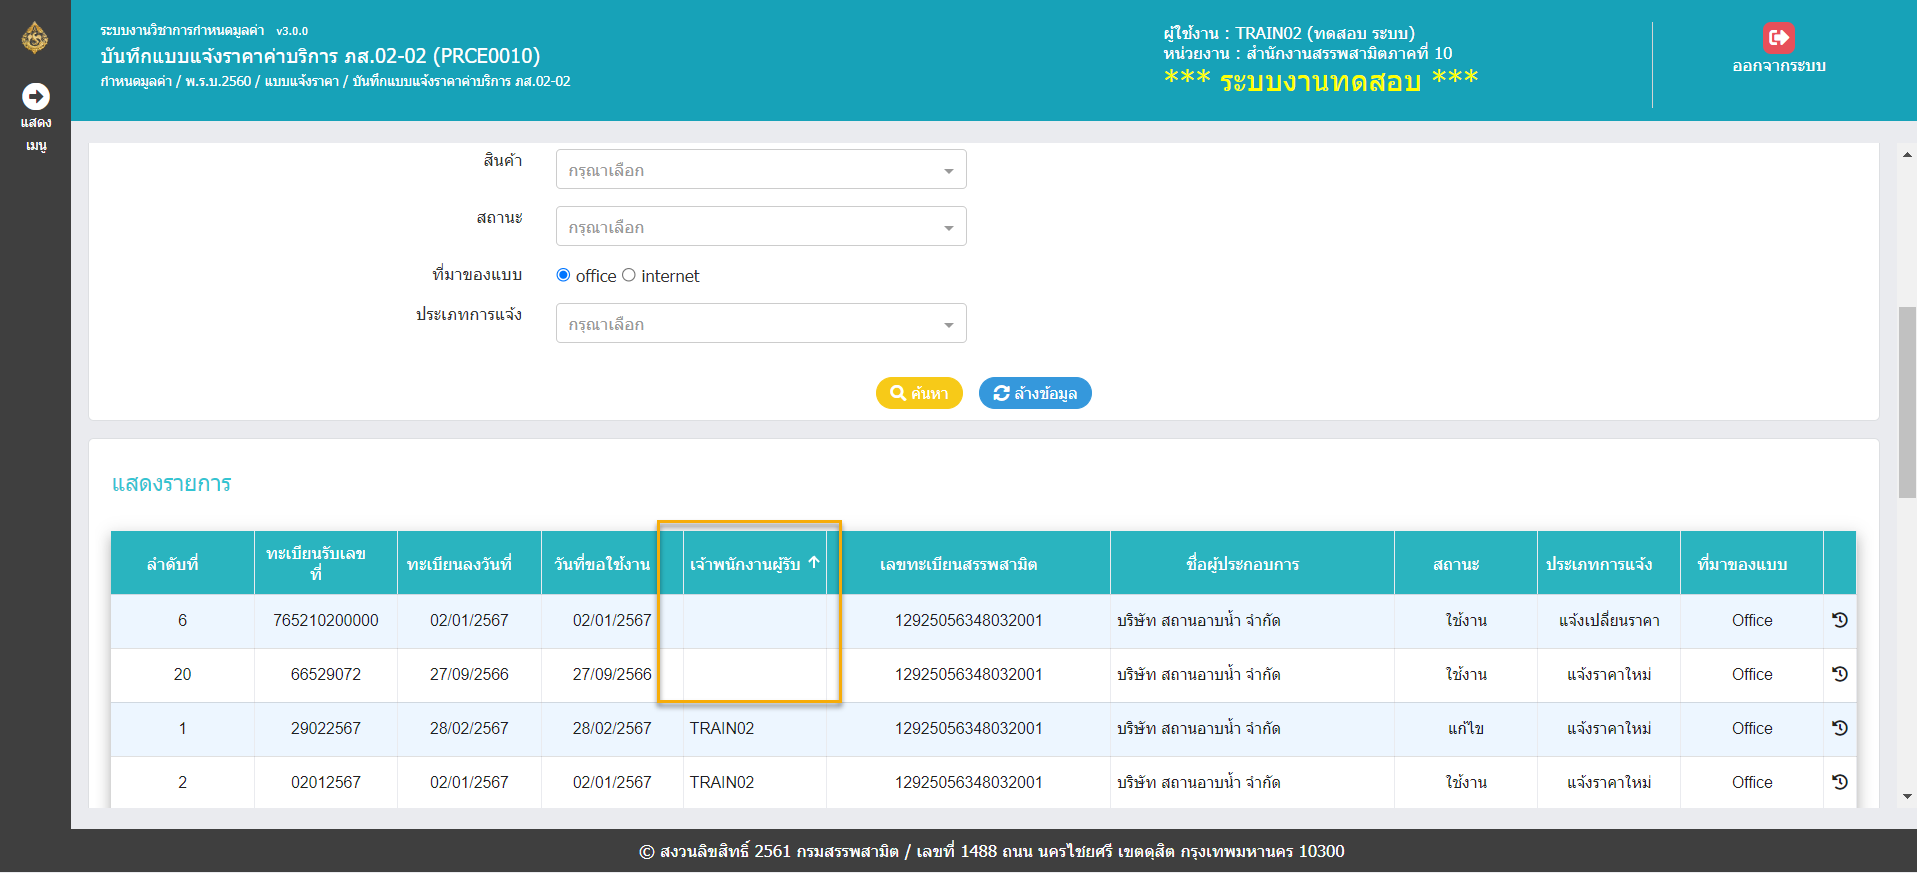 แสดง
เมนู
ระบบงานวิชาการกำหนดมูลค่า v3.0.0
บันทึกแบบแจ้งราคาค่าบริการ ภส.02-02 (PRCE0010)
กำหนดมูลค่า / พ.ร.บ.2560 / แบบแจ้งราคา / บันทึกแบบแจ้งราคาค่าบริการ ภส.02-02
ผู้ใช้งาน : TRAIN02 (ทดสอบ ระบบ)
หน่วยงาน : สำนักงานสรรพสามิตภาคที่ 10
*** ระบบงานทดสอบ ***
ออกจากระบบ
สินค้า กรุณาเลือก
สถานะ กรุณาเลือก
ที่มาของแบบ office internet
ประเภทการแจ้ง กรุณาเลือก
ค้นหา ล้างข้อมูล
แสดงรายการ
ลำดับที่ ทะเบียนรับเลขที่ ทะเบียนลงวันที่ วันที่ขอใช้งาน เจ้าพนักงานผู้รับ เลขทะเบียนสรรพสามิต ชื่อผู้ประกอบการ สถานะ ประเภทการแจ้ง ที่มาของแบบ
6 765210200000 02/01/2567 02/01/2567 12925056348032001 บริษัท สถานอาบน้ำ จำกัด ใช้งาน แจ้งเปลี่ยนราคา Office
20 66529072 27/09/2566 27/09/2566 12925056348032001 บริษัท สถานอาบน้ำ จำกัด ใช้งาน แจ้งราคาใหม่ Office
1 29022567 28/02/2567 28/02/2567 TRAIN02 12925056348032001 บริษัท สถานอาบน้ำ จำกัด แก้ไข แจ้งราคาใหม่ Office
2 02012567 02/01/2567 02/01/2567 TRAIN02 12925056348032001 บริษัท สถานอาบน้ำ จำกัด ใช้งาน แจ้งราคาใหม่ Office
© สงวนลิขสิทธิ์ 2561 กรมสรรพสามิต / เลขที่ 1488 ถนน นครไชยศรี เขตดุสิต กรุงเทพมหานคร 10300